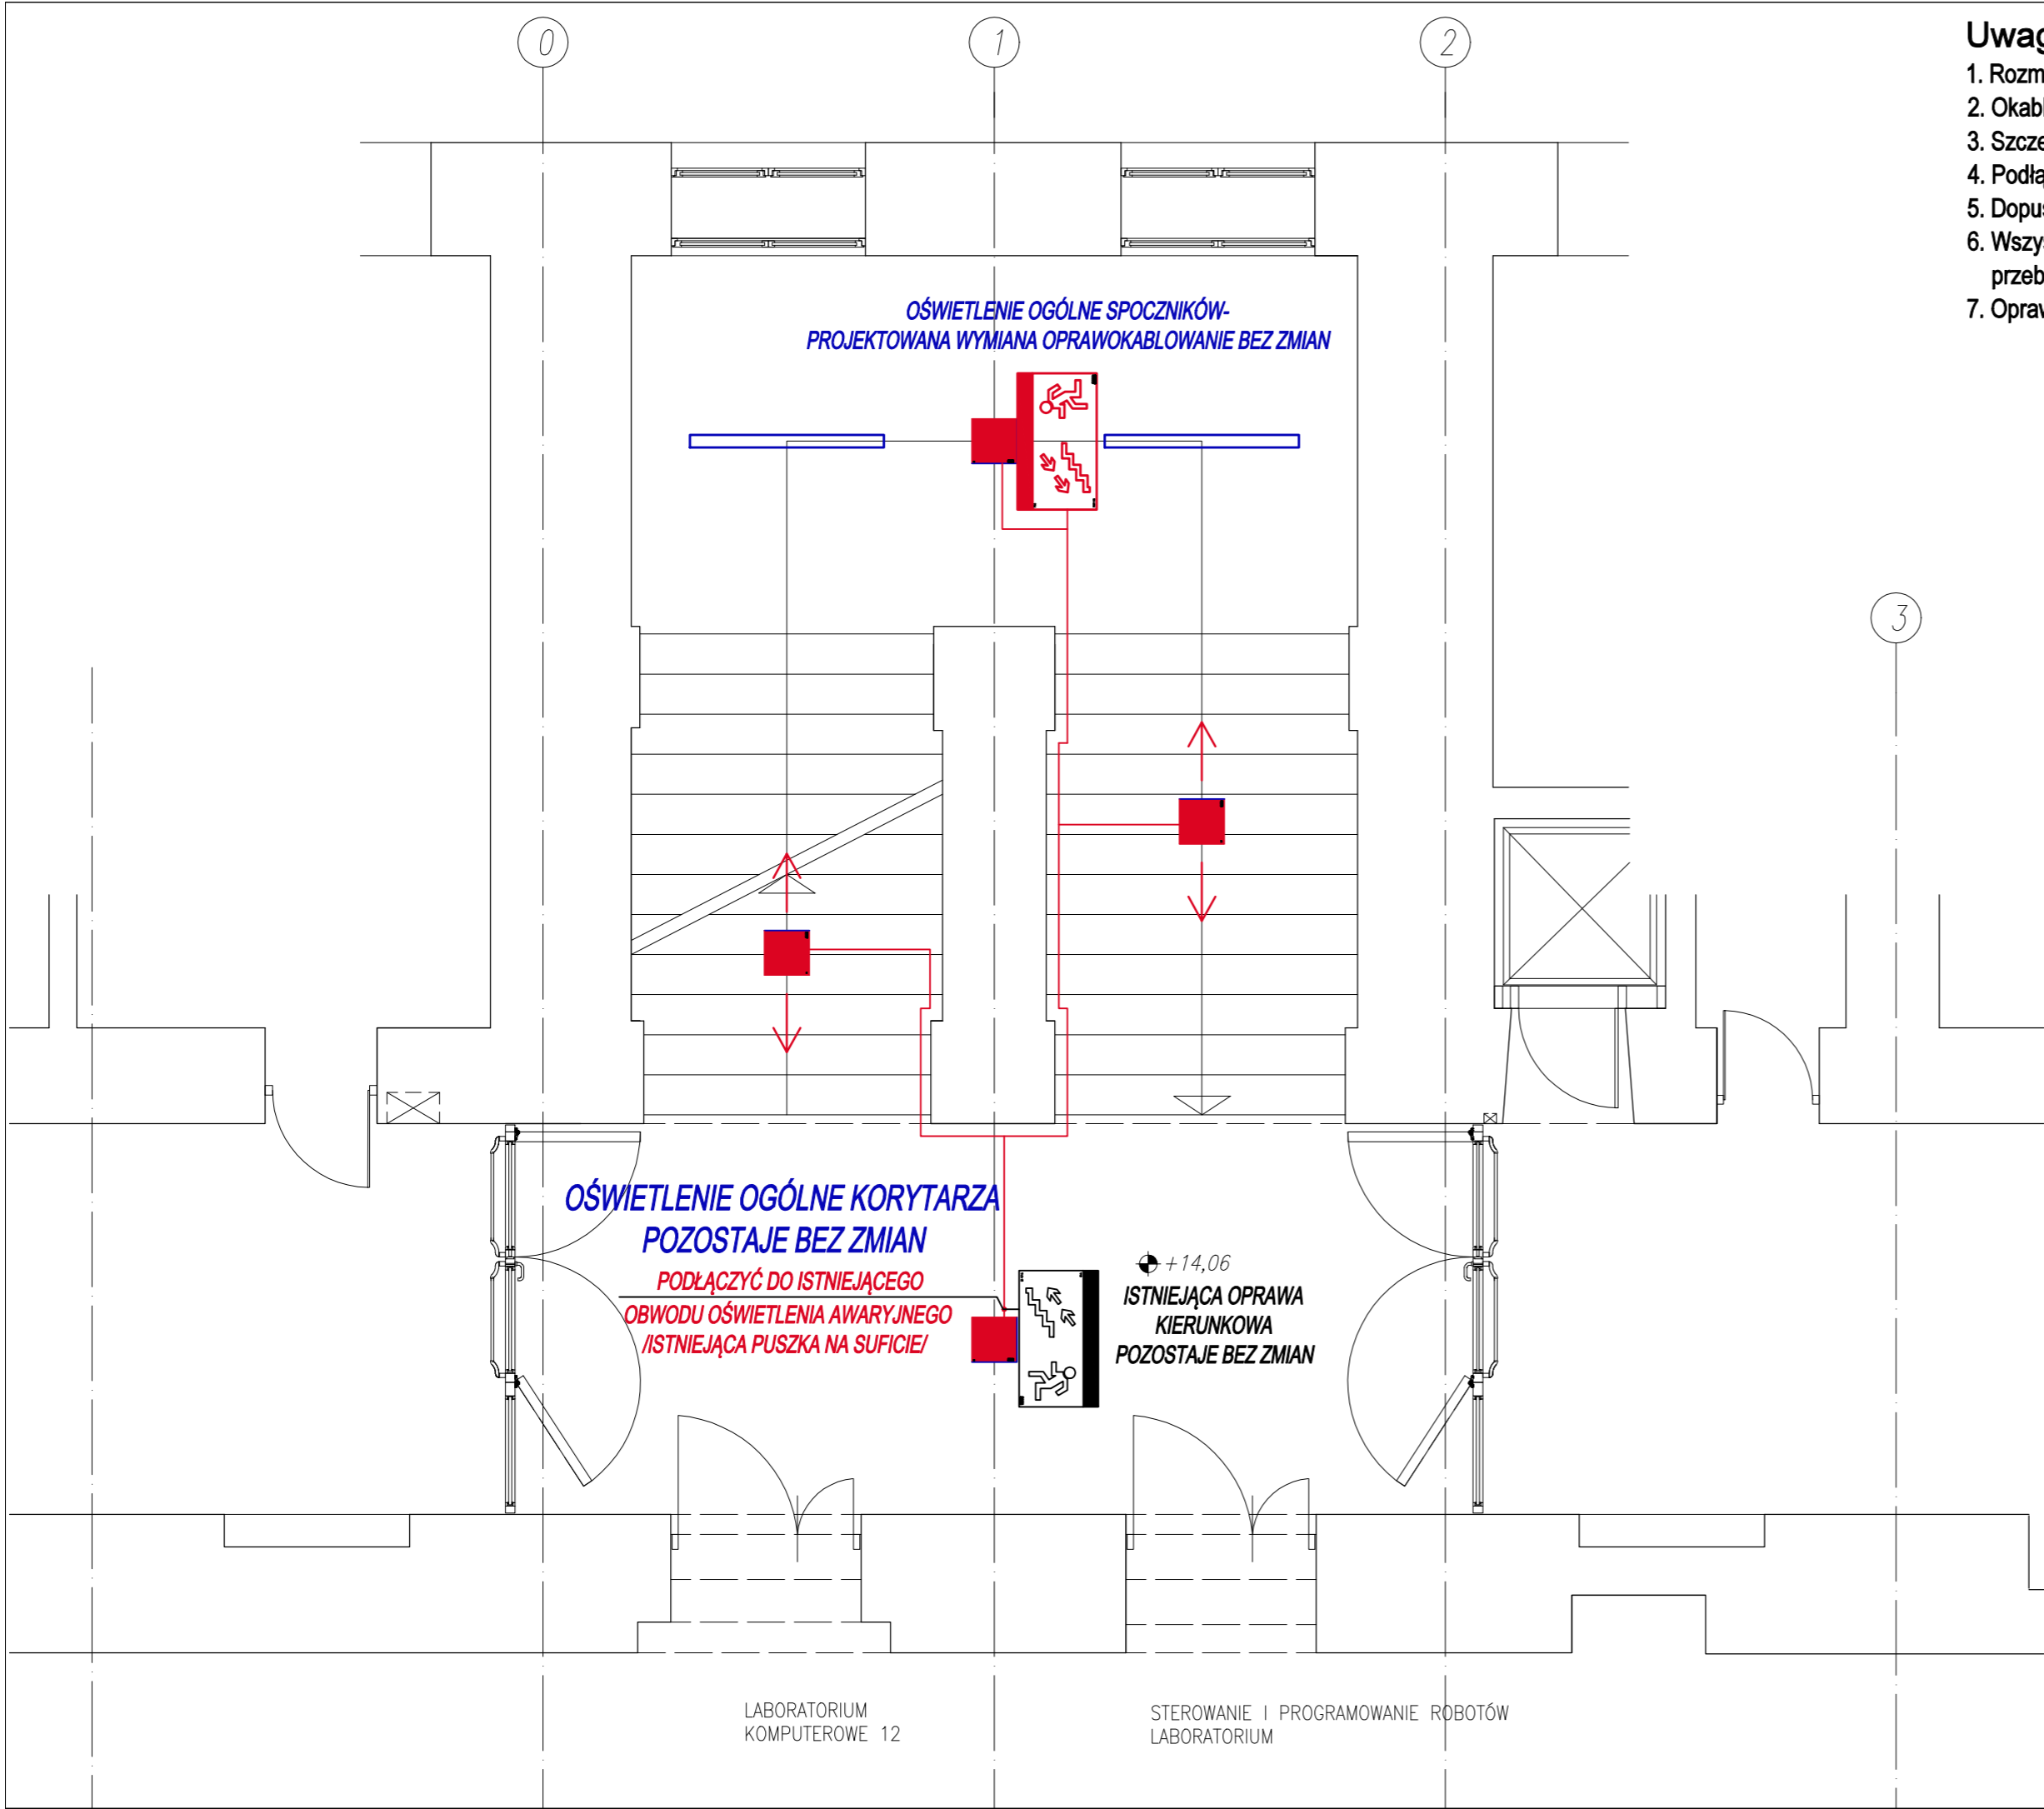 0
1
2
Uwag
1. Rozm
2. Okabl
3. Szcze
4. Podłą
5. Dopus
6. Wszys
przeb
7. Opraw
OŚWIETLENIE OGÓLNE SPOCZNIKÓW-
PROJEKTOWANA WYMIANA OPRAWOKABLOWANIE BEZ ZMIAN
3
OŚWIETLENIE OGÓLNE KORYTARZA
POZOSTAJE BEZ ZMIAN
PODŁĄCZYĆ DO ISTNIEJĄCEGO
OBWODU OŚWIETLENIA AWARYJNEGO
/ISTNIEJĄCA PUSZKA NA SUFICIE/
+14,06
ISTNIEJĄCA OPRAWA
KIERUNKOWA
POZOSTAJE BEZ ZMIAN
LABORATORIUM
KOMPUTEROWE 12
STEROWANIE I PROGRAMOWANIE ROBOTÓW
LABORATORIUM